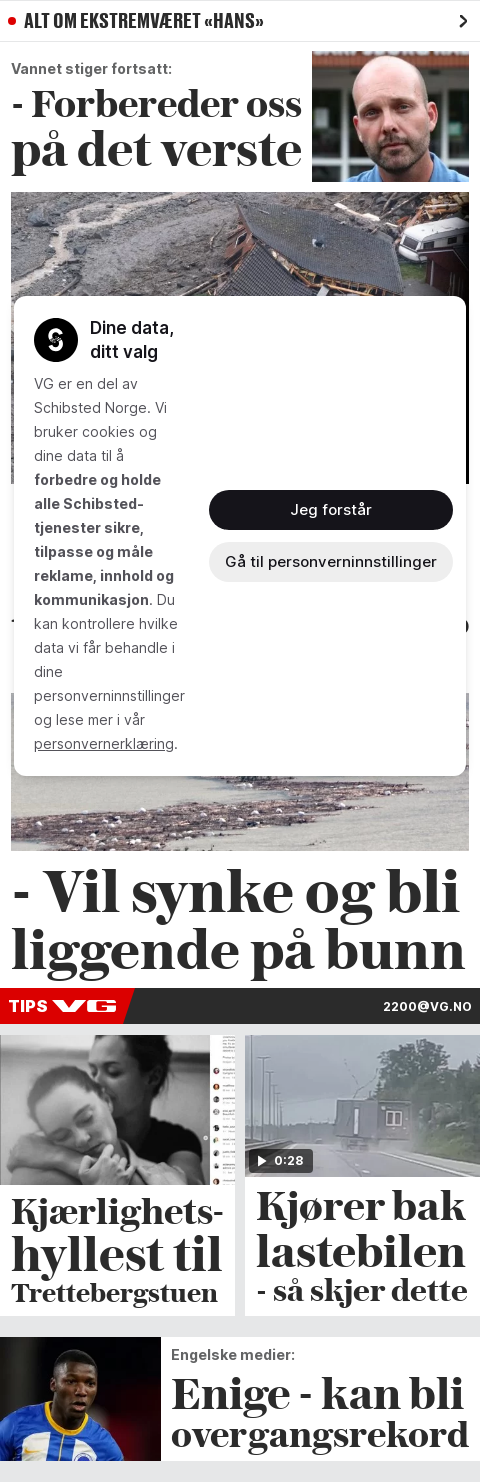 ALT OM EKSTREMVÆRET «HANS»
Vannet stiger fortsatt:
- Forbereder oss
på det verste
Dine data,
ditt valg
VG er en del av
Schibsted Norge. Vi
bruker cookies og
dine data til å
forbedre og holde
alle Schibsted-
tjenester sikre,
tilpasse og måle
reklame, innhold og
kommunikasjon. Du
kan kontrollere hvilke
data vi får behandle i
dine
personverninnstillinger
og lese mer i vår
personvernerklæring.
Jeg forstår
Gå til personverninnstillinger
- Vil synke og bli
liggende på bunn
TIPS VG
2200@VG.NO
Kjærlighets-
hyllest til
Trettebergstuen
0:28
Kjører bak
lastebilen
- så skjer dette
Engelske medier:
Enige - kan bli
overgangsrekord